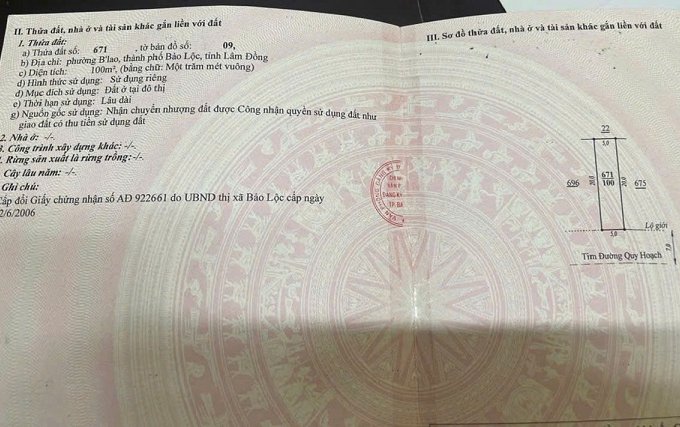 II. Thửa đất, nhà ở và tài sản khác gắn liền với đất
1. Thửa đất:
a) Thửa đất số: 671 , tờ bản đồ số: 09,
b) Địa chỉ: phường B'lao, thành phố Bảo Lộc, tỉnh Lâm Đồng
c) Diện tích: 100m², (bằng chữ: Một trăm mét vuông)
d) Hình thức sử dụng: Sử dụng riêng
đ) Mục đích sử dụng: Đất ở tại đô thị
e) Thời hạn sử dụng: Lâu dài
g) Nguồn gốc sử dụng: Nhận chuyển nhượng đất được Công nhận quyền sử dụng đất như
giao đất có thu tiền sử dụng đất
2. Nhà ở: -/-
3. Công trình xây dựng khác: -/-
. Rừng sản xuất là rừng trồng: -/-
Cây lâu năm: -/-
Ghi chú:
Cấp đổi Giấy chứng nhận số AĐ 922661 do UBND thị xã Bảo Lộc cấp ngày
2/6/2006
III. Sơ đồ thửa đất, nhà ở và tài sản khác gắn liền với đất
22
5,0
696
20,0
671
100
20,0
675
5,0
Lộ giới
7,0
Tim Đường Quy Hoạch